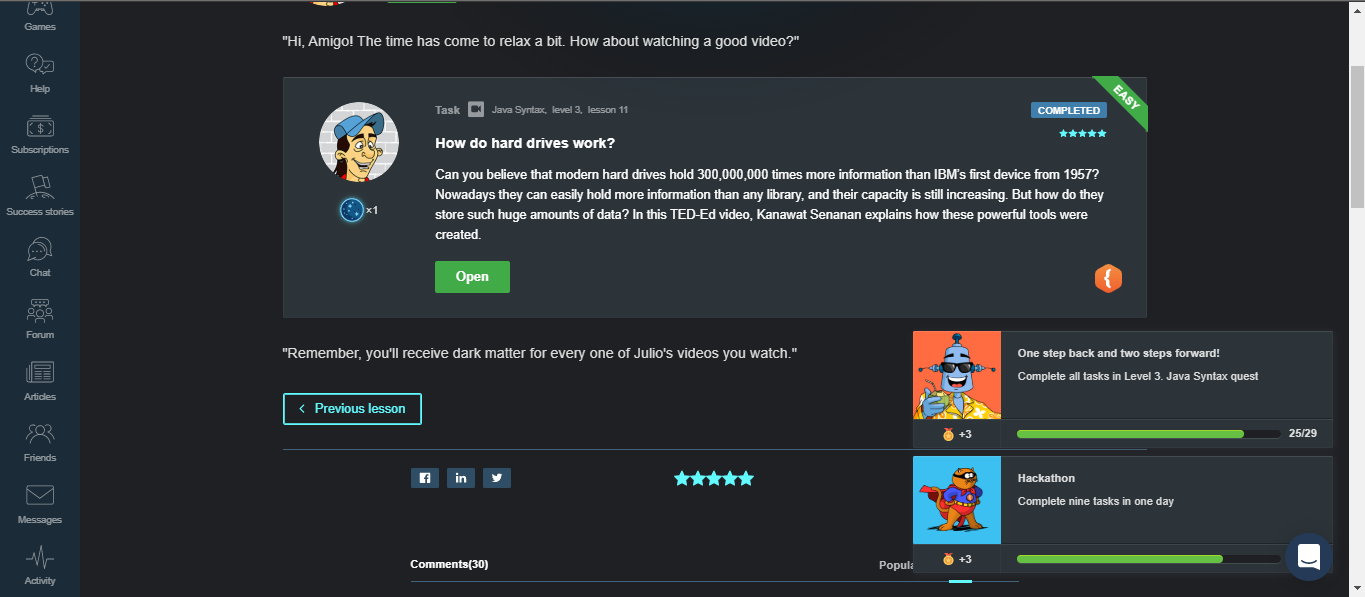 Games
Help
Subscriptions
Success stories
Chat
Forum
Articles
Friends
Messages
Activity
"Hi, Amigo! The time has come to relax a bit. How about watching a good video?"
EASY
Task Java Syntax, level 3, lesson 11
COMPLETED
How do hard drives work?
Can you believe that modern hard drives hold 300,000,000 times more information than IBM's first device from 1957?
Nowadays they can easily hold more information than any library, and their capacity is still increasing. But how do they
store such huge amounts of data? In this TED-Ed video, Kanawat Senanan explains how these powerful tools were
created.
×1
Open
{
"Remember, you'll receive dark matter for every one of Julio's videos you watch."
Previous lesson
One step back and two steps forward!
Complete all tasks in Level 3. Java Syntax quest
+3
25/29
Hackathon
Complete nine tasks in one day
+3
in
Comments(30)
Popula